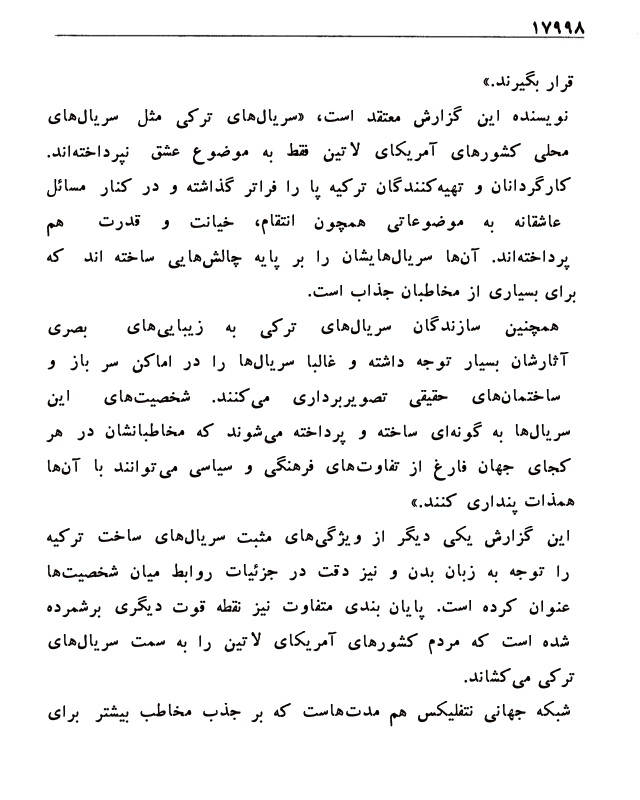 ۱۷۹۹۸
قرار بگیرند.»
نویسنده این گزارش معتقد است، «سریال‌های ترکی مثل سریال‌های
محلی کشورهای آمریکای لاتین فقط به موضوع عشق نپرداخته‌اند.
کارگردانان و تهیه‌کنندگان ترکیه پا را فراتر گذاشته و در کنار مسائل
عاشقانه به موضوعاتی همچون انتقام، خیانت و قدرت هم
پرداخته‌اند. آن‌ها سریال‌هایشان را بر پایه چالش‌هایی ساخته اند که
برای بسیاری از مخاطبان جذاب است.
همچنین سازندگان سریال‌های ترکی به زیبایی‌های بصری
آثارشان بسیار توجه داشته و غالبا سریال‌ها را در اماکن سر باز و
ساختمان‌های حقیقی تصویربرداری می‌کنند. شخصیت‌های این
سریال‌ها به گونه‌ای ساخته و پرداخته می‌شوند که مخاطبانشان در هر
کجای جهان فارغ از تفاوت‌های فرهنگی و سیاسی می‌توانند با آن‌ها
همذات پنداری کنند.»
این گزارش یکی دیگر از ویژگی‌های مثبت سریال‌های ساخت ترکیه
را توجه به زبان بدن و نیز دقت در جزئیات روابط میان شخصیت‌ها
عنوان کرده است. پایان بندی متفاوت نیز نقطه قوت دیگری برشمرده
شده است که مردم کشورهای آمریکای لاتین را به سمت سریال‌های
ترکی می‌کشاند.
شبکه جهانی نتفلیکس هم مدت‌هاست که بر جذب مخاطب بیشتر برای